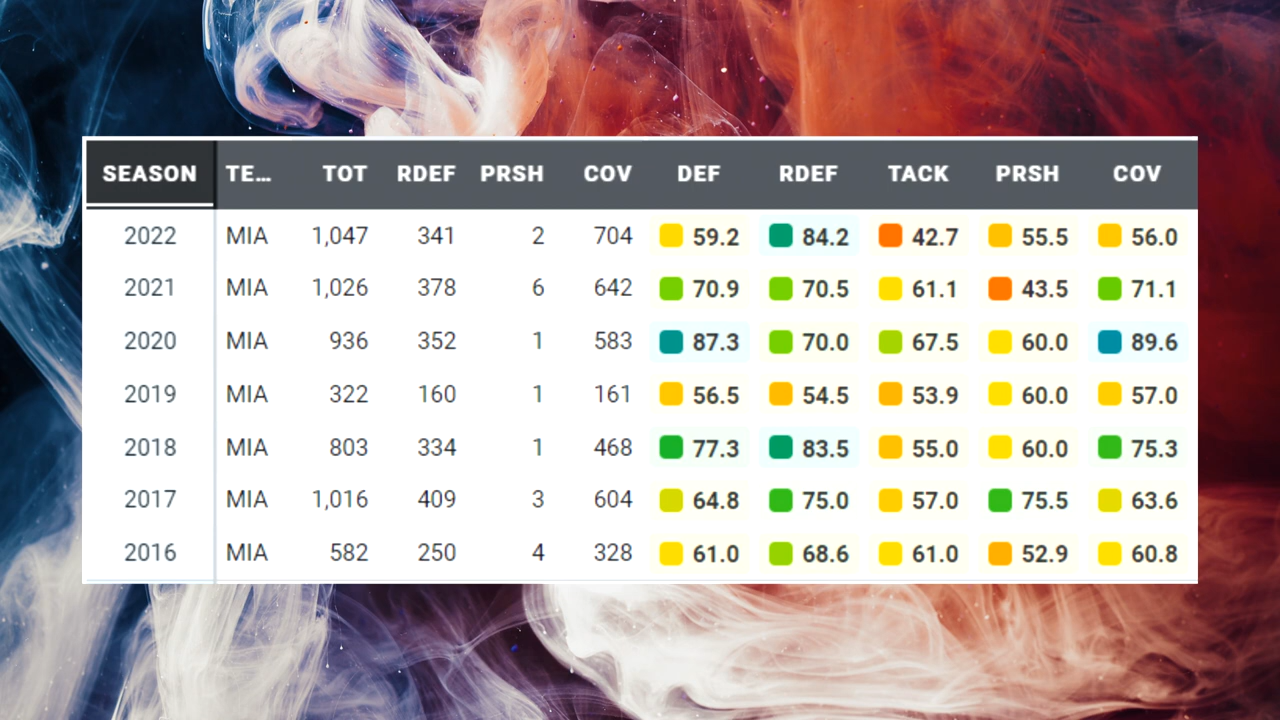 SEASON TE... TOT RDEF PRSH COV DEF RDEF TACK PRSH COV
2022 MIA 1,047 341 2 704 59.2 84.2 42.7 55.5 56.0
2021 MIA 1,026 378 6 642 70.9 70.5 61.1 43.5 71.1
2020 MIA 936 352 1 583 87.3 70.0 67.5 60.0 89.6
2019 MIA 322 160 1 161 56.5 54.5 53.9 60.0 57.0
2018 MIA 803 334 1 468 77.3 83.5 55.0 60.0 75.3
2017 MIA 1,016 409 3 604 64.8 75.0 57.0 75.5 63.6
2016 MIA 582 250 4 328 61.0 68.6 61.0 52.9 60.8